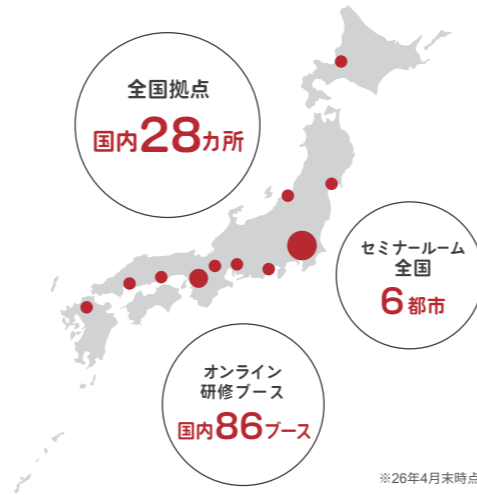 全国拠点
国内28カ所
セミナールーム
全国
6都市
オンライン
研修ブース
国内86ブース
※26年4月末時点